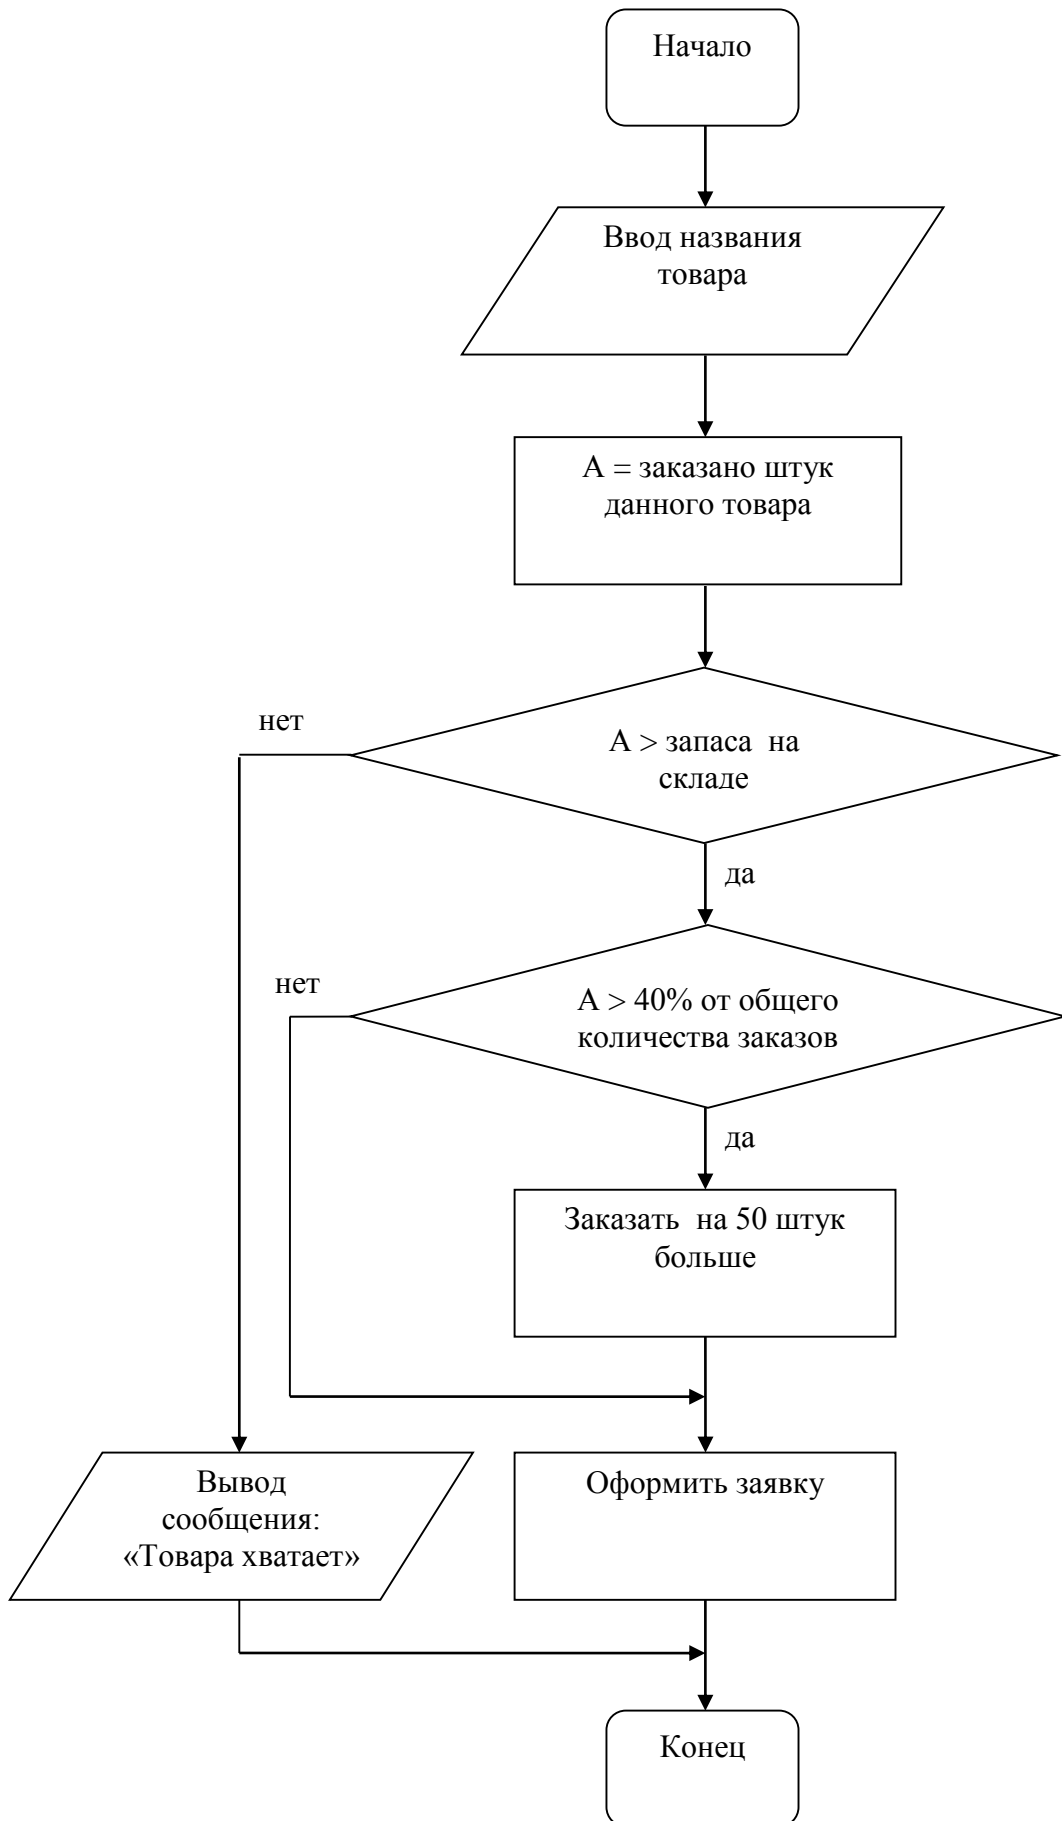 Начало
Ввод названия
товара
А = заказано штук
данного товара
нет
А > запаса на
складе
да
нет
А > 40% от общего
количества заказов
да
Заказать на 50 штук
больше
Вывод
сообщения:
«Товара хватает»
Оформить заявку
Конец